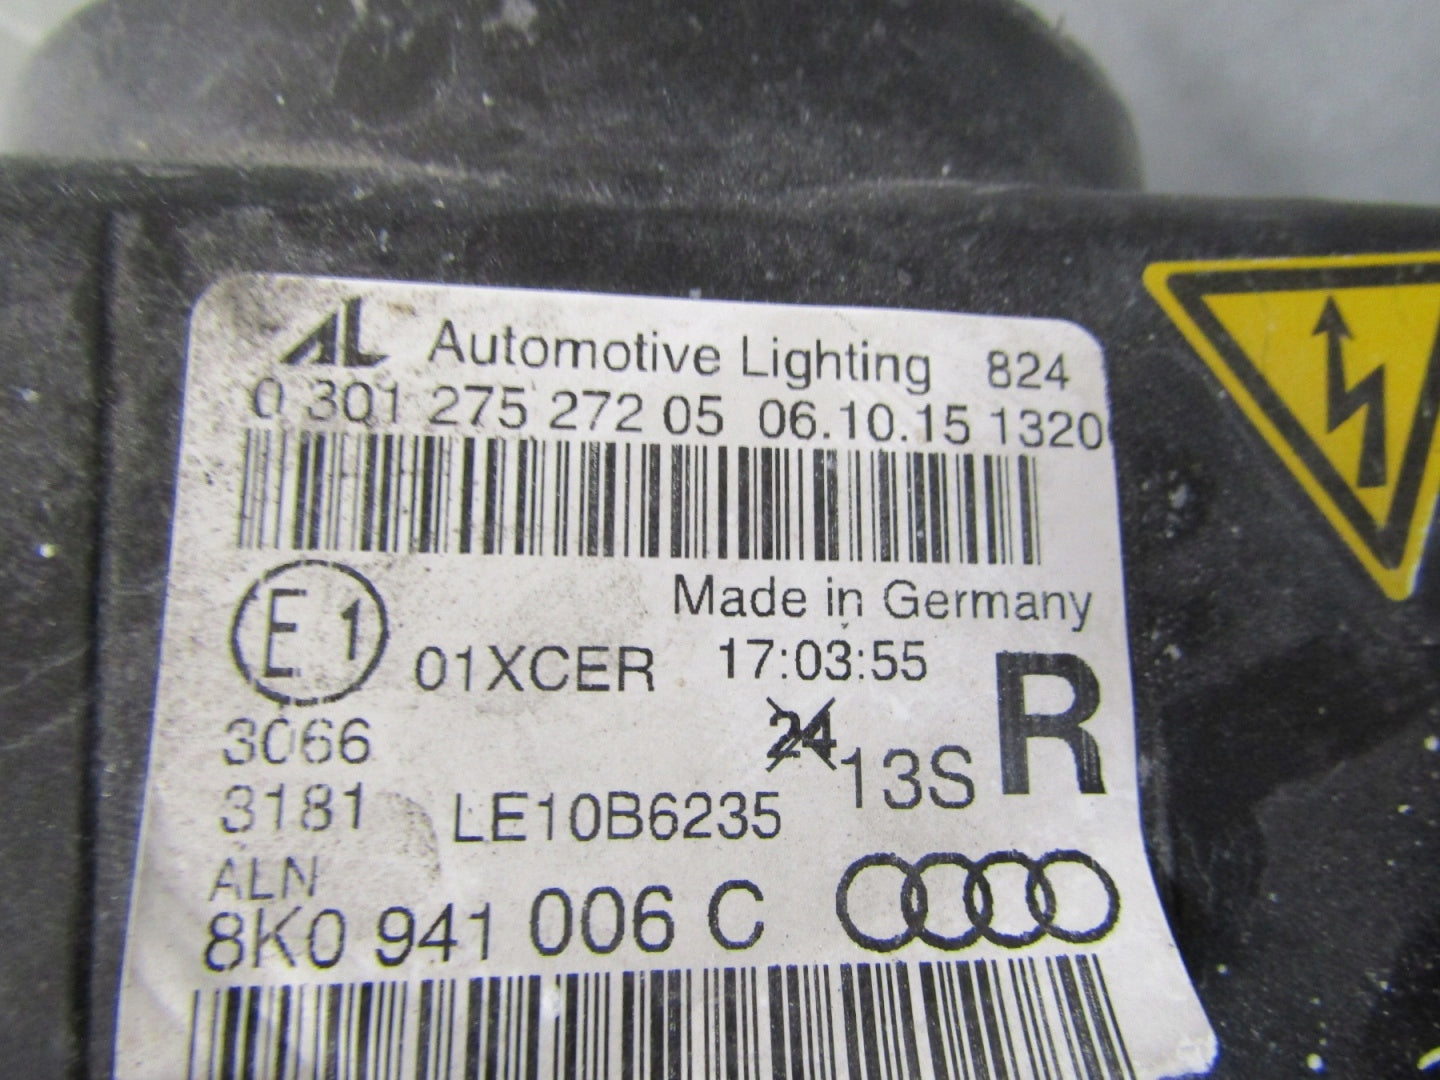 AL Automotive Lighting 824
0 301 275 272 05 06.10.15 1320
Made in Germany
E1 01XCER 17:03:55
R
3066 24 13S
3181 LE10B6235
ALN
8K0 941 006 C